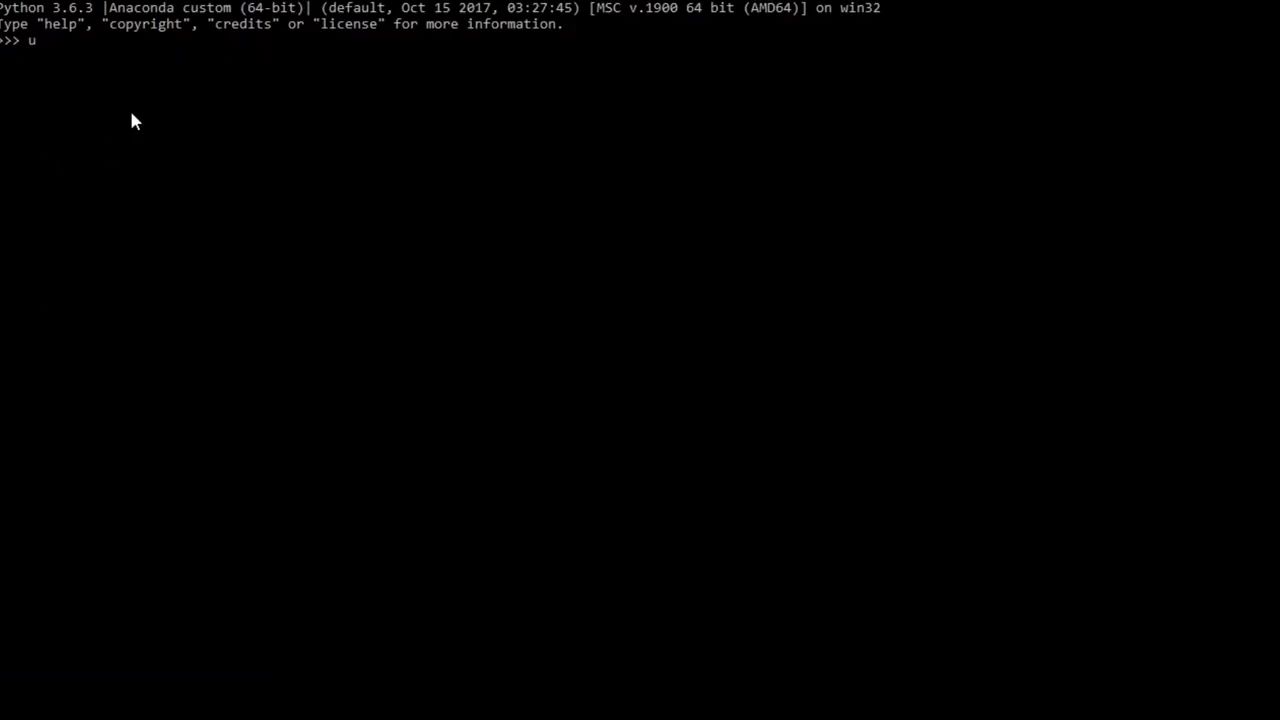 Python 3.6.3 |Anaconda custom (64-bit)| (default, Oct 15 2017, 03:27:45) [MSC v.1900 64 bit (AMD64)] on win32
Type "help", "copyright", "credits" or "license" for more information.
>>> u